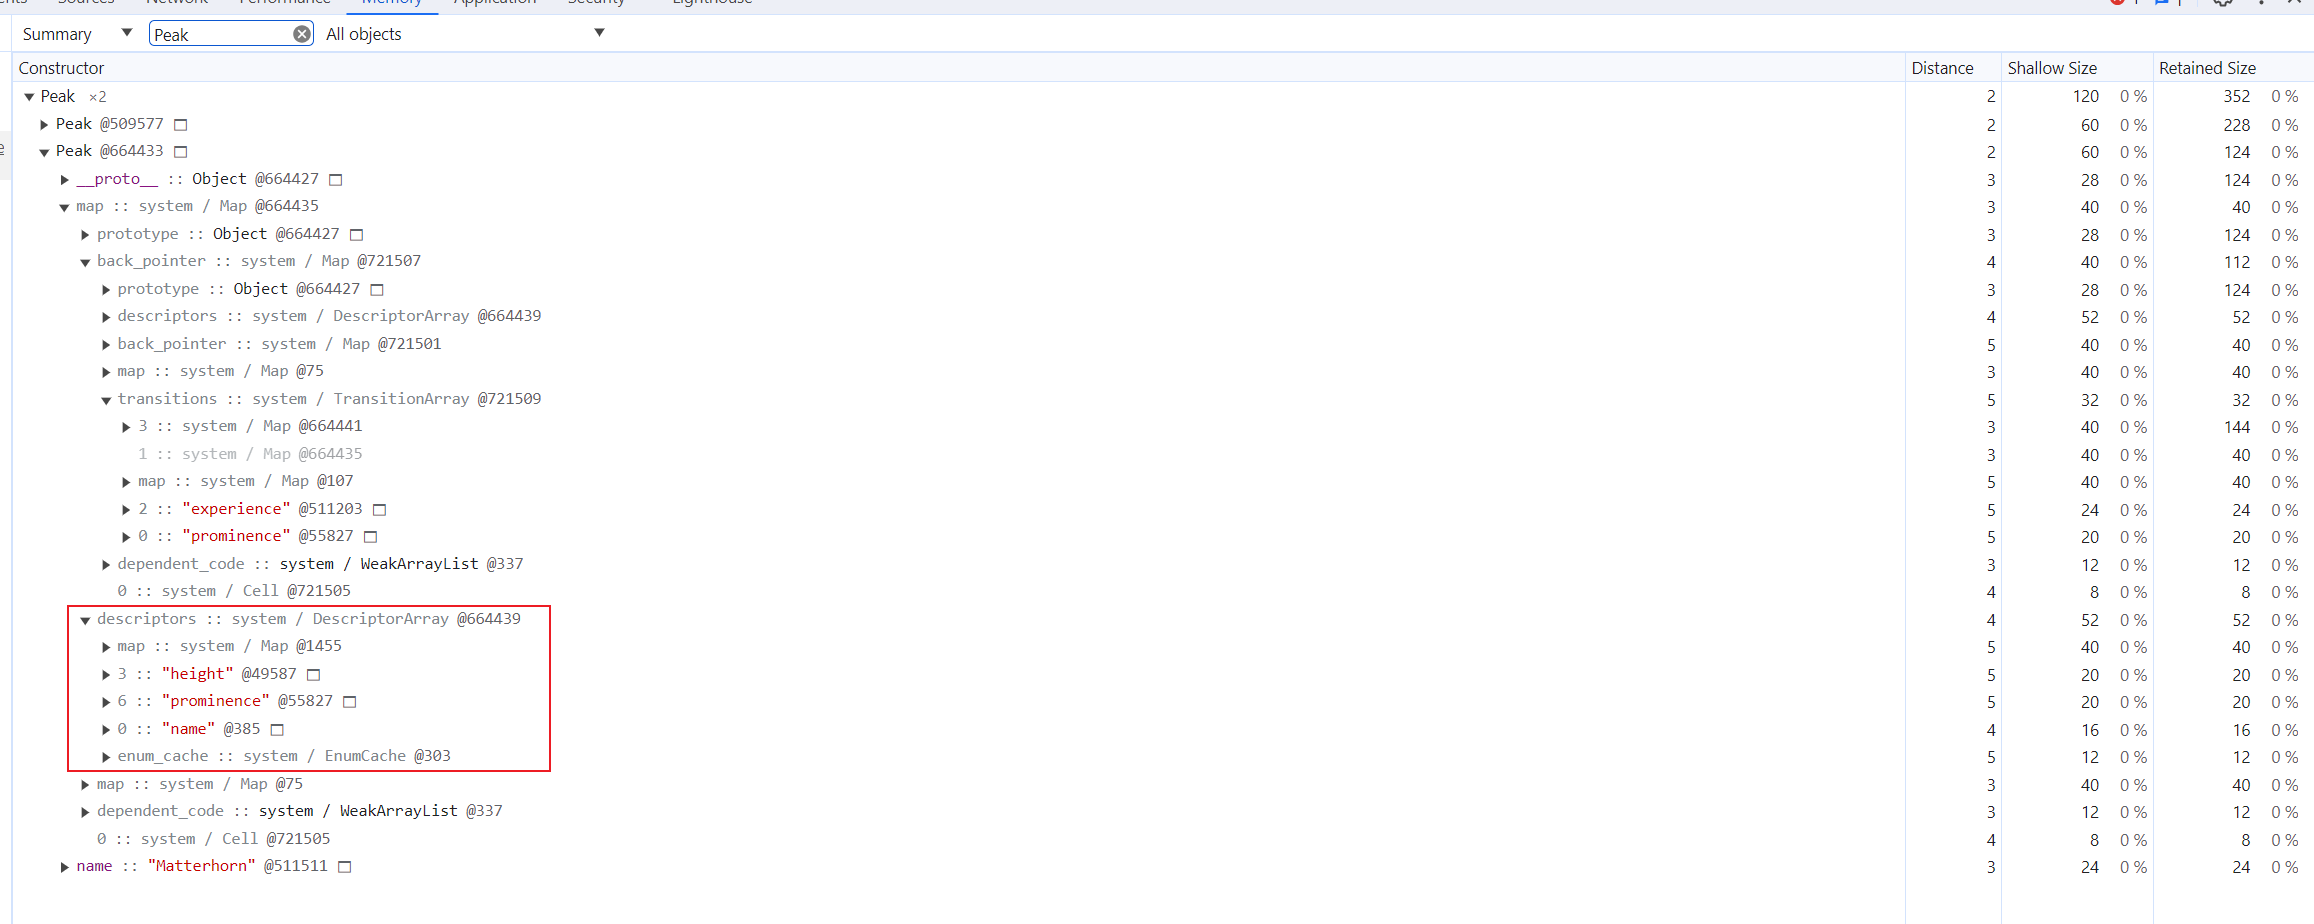 Sources Network Performance Memory Application Security Lighthouse
Summary Peak All objects
Constructor Distance Shallow Size Retained Size
Peak ×2 2 120 0 % 352 0 %
Peak @509577 2 60 0 % 228 0 %
Peak @664433 2 60 0 % 124 0 %
__proto__ :: Object @664427 3 28 0 % 124 0 %
map :: system / Map @664435 3 40 0 % 40 0 %
prototype :: Object @664427 3 28 0 % 124 0 %
back_pointer :: system / Map @721507 4 40 0 % 112 0 %
prototype :: Object @664427 3 28 0 % 124 0 %
descriptors :: system / DescriptorArray @664439 4 52 0 % 52 0 %
back_pointer :: system / Map @721501 5 40 0 % 40 0 %
map :: system / Map @75 3 40 0 % 40 0 %
transitions :: system / TransitionArray @721509 5 32 0 % 32 0 %
3 :: system / Map @664441 3 40 0 % 144 0 %
1 :: system / Map @664435 3 40 0 % 40 0 %
map :: system / Map @107 5 40 0 % 40 0 %
2 :: "experience" @511203 5 24 0 % 24 0 %
0 :: "prominence" @55827 5 20 0 % 20 0 %
dependent_code :: system / WeakArrayList @337 3 12 0 % 12 0 %
0 :: system / Cell @721505 4 8 0 % 8 0 %
descriptors :: system / DescriptorArray @664439 4 52 0 % 52 0 %
map :: system / Map @1455 5 40 0 % 40 0 %
3 :: "height" @49587 5 20 0 % 20 0 %
6 :: "prominence" @55827 5 20 0 % 20 0 %
0 :: "name" @385 4 16 0 % 16 0 %
enum_cache :: system / EnumCache @303 5 12 0 % 12 0 %
map :: system / Map @75 3 40 0 % 40 0 %
dependent_code :: system / WeakArrayList @337 3 12 0 % 12 0 %
0 :: system / Cell @721505 4 8 0 % 8 0 %
name :: "Matterhorn" @511511 3 24 0 % 24 0 %